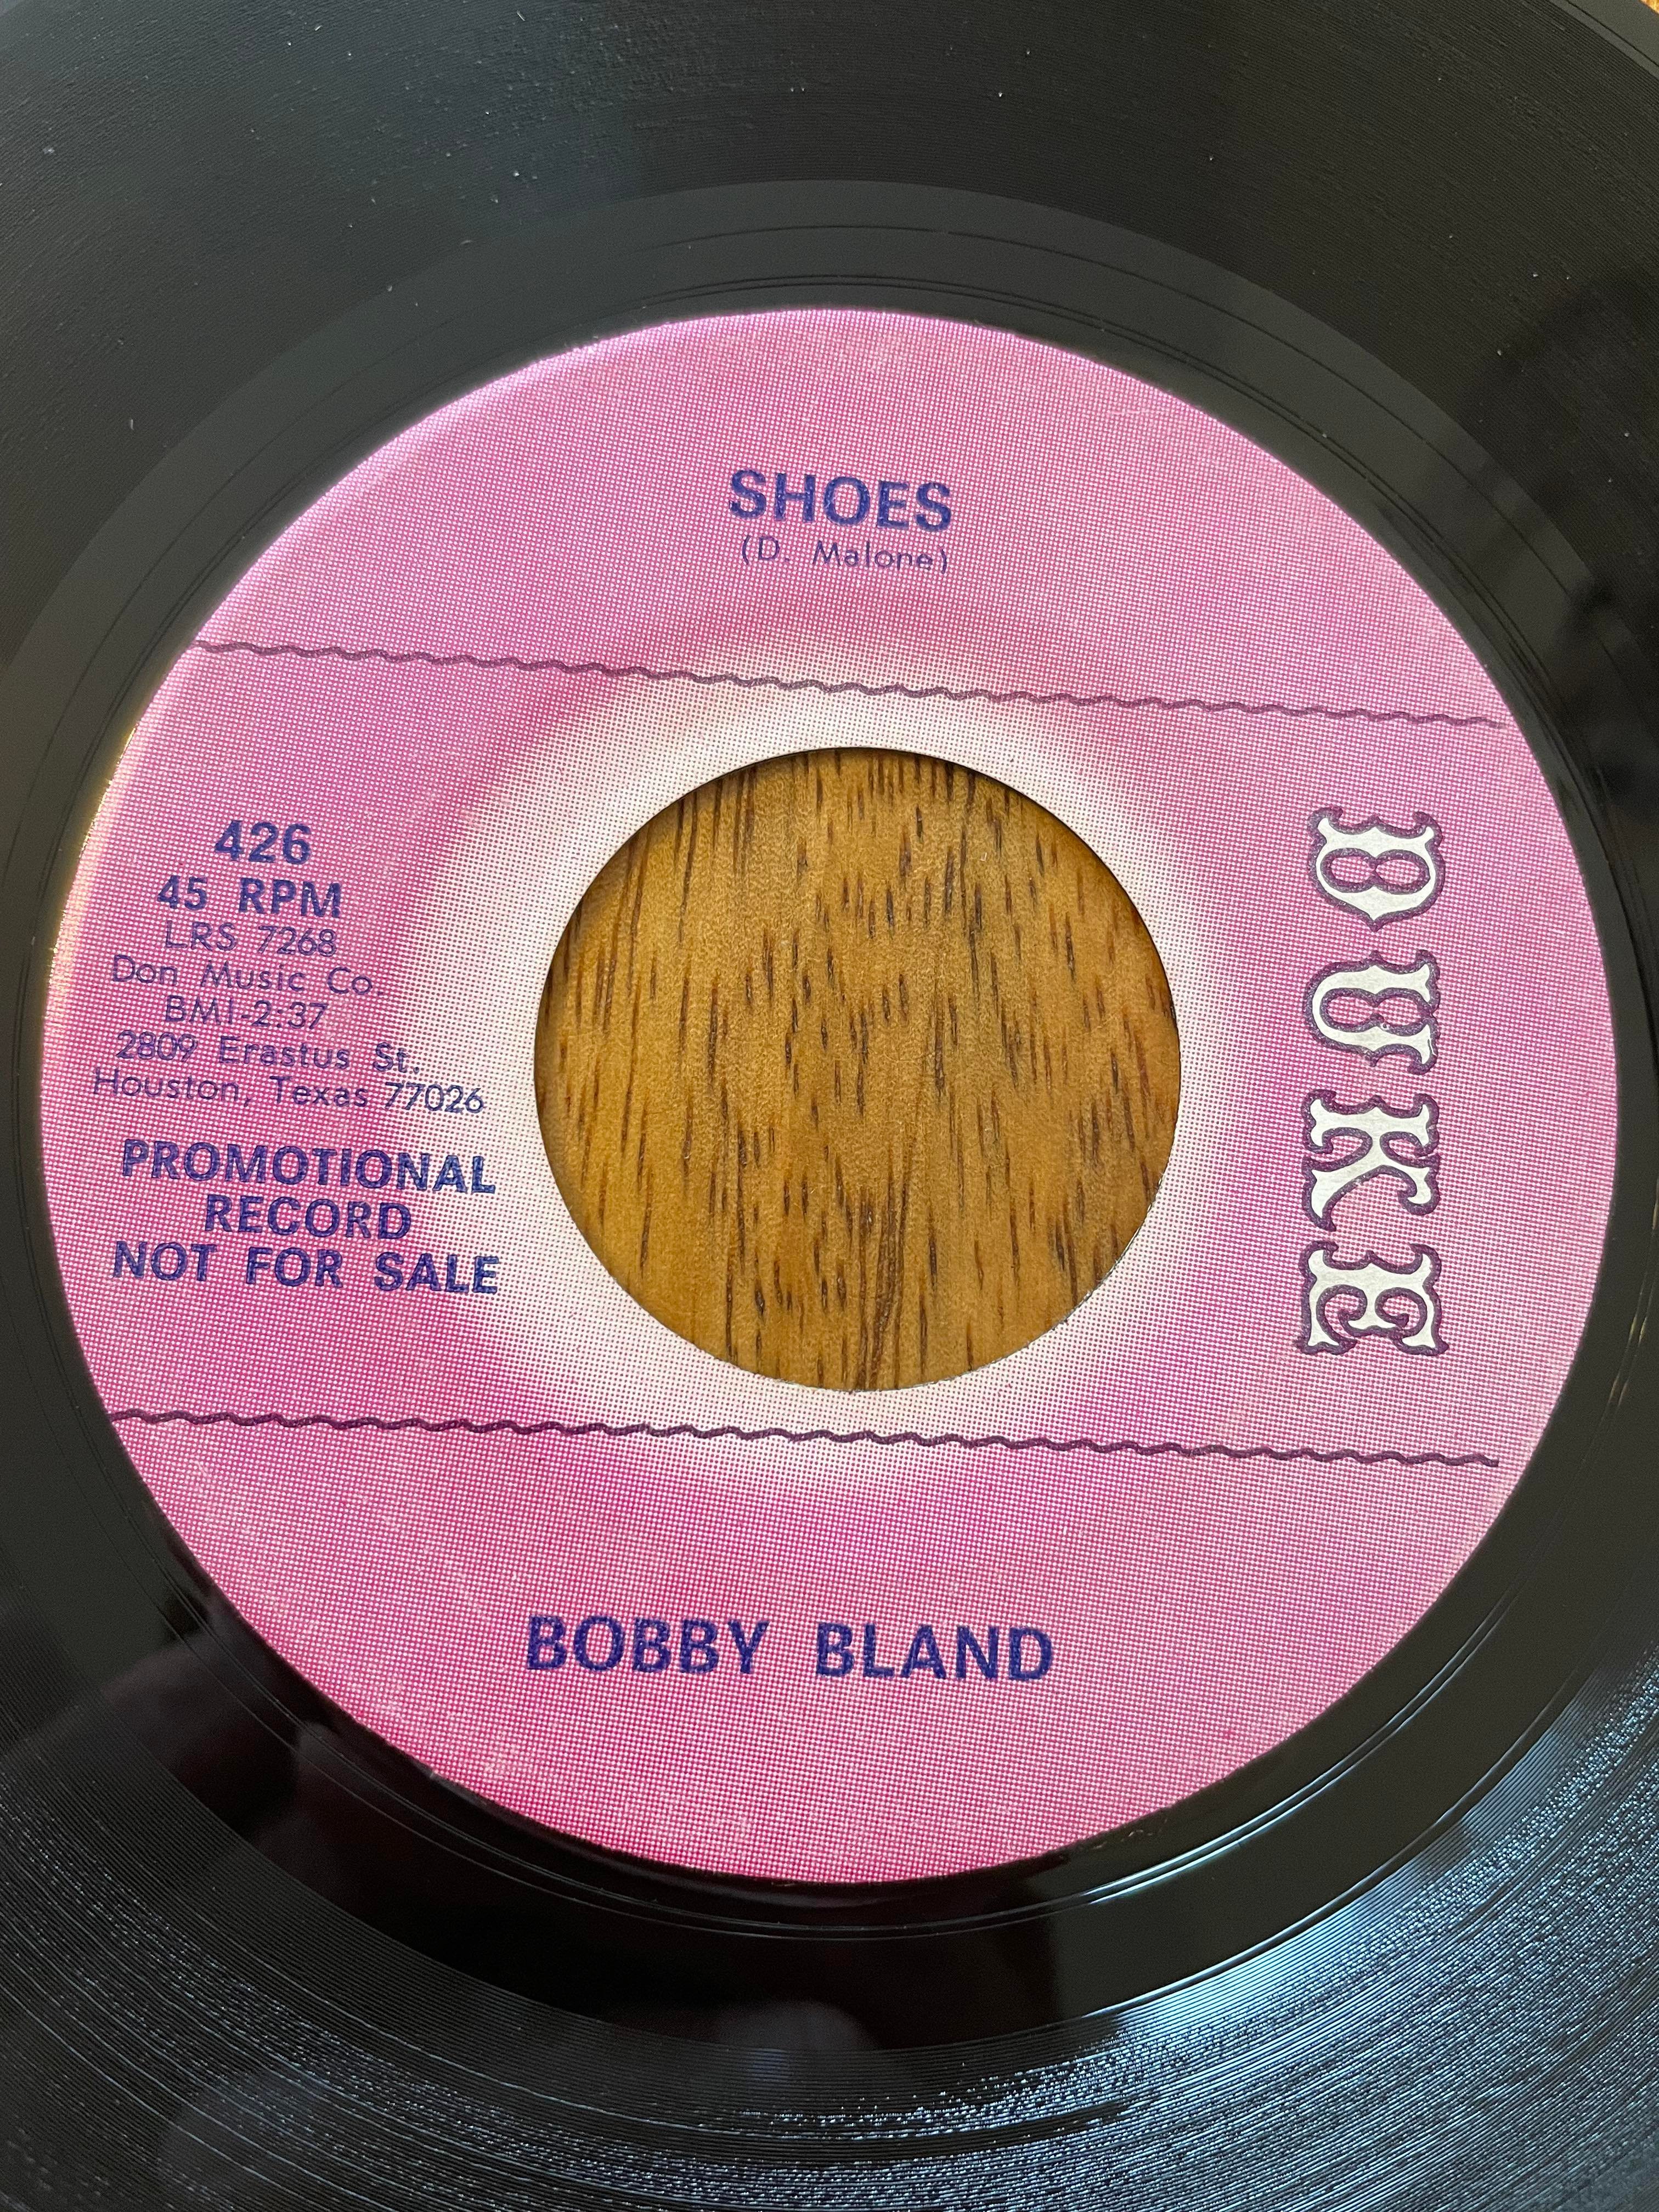 SHOES
(D. Malone)
426
45 RPM
LRS 7268
Don Music Co.
BMI-2:37
2809 Erastus St.
Houston, Texas 77026
PROMOTIONAL
RECORD
NOT FOR SALE
DUKE
BOBBY BLAND